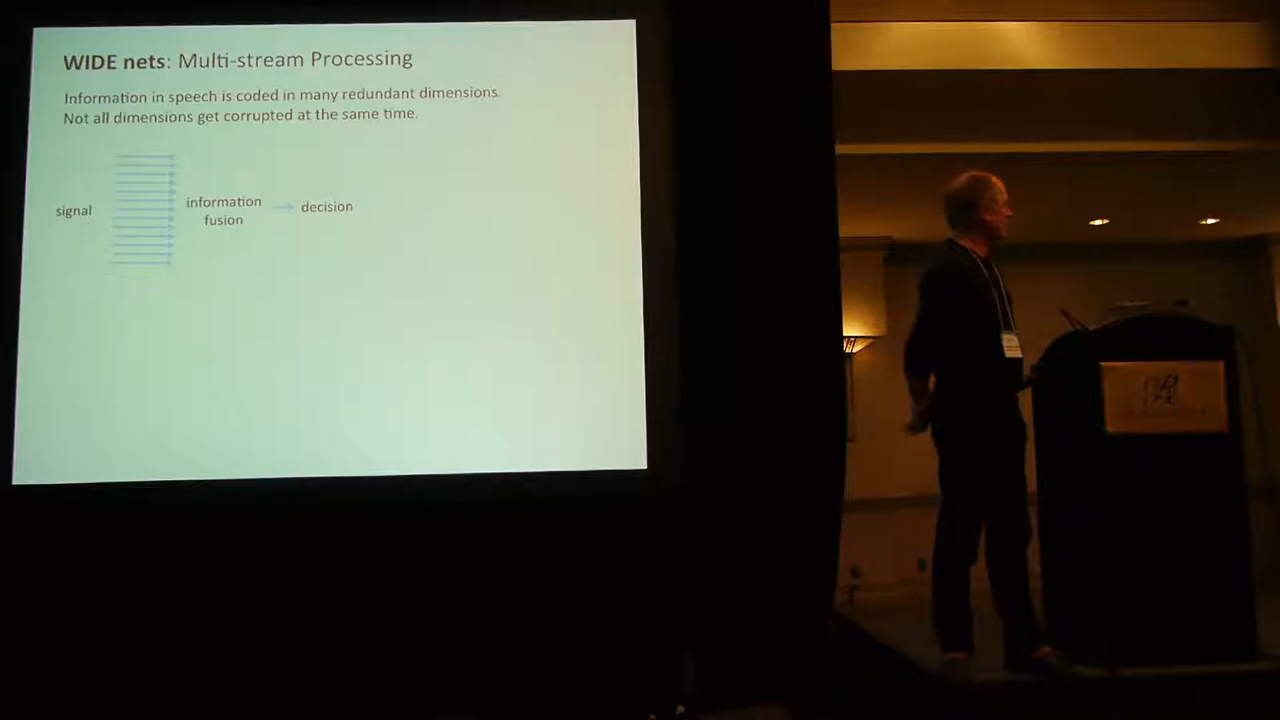 WIDE nets: Multi-stream Processing
Information in speech is coded in many redundant dimensions.
Not all dimensions get corrupted at the same time.
signal
information
fusion
decision